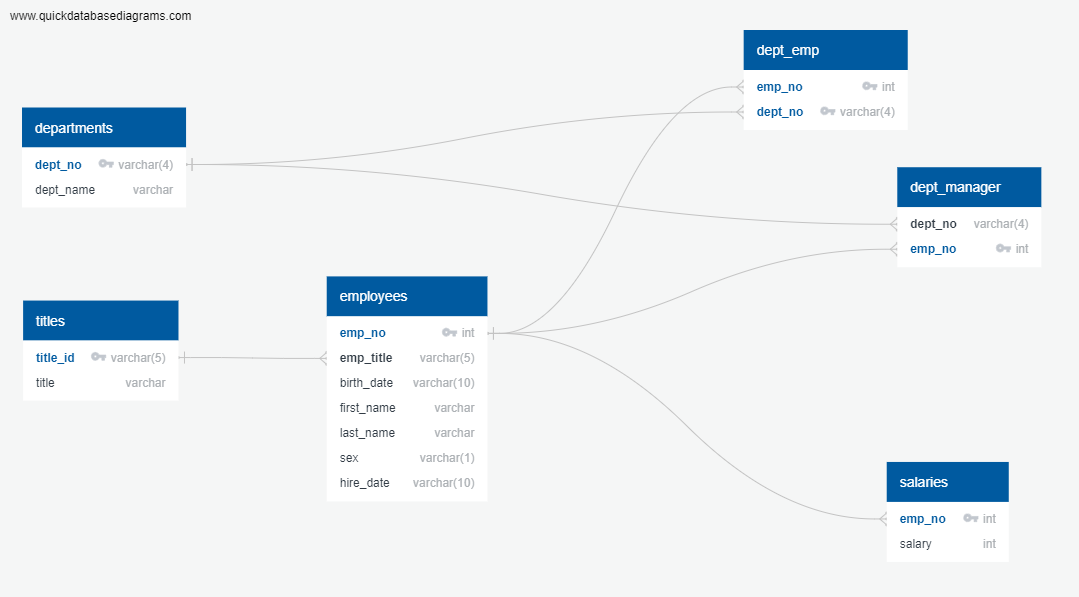 www.quickdatabasediagrams.com
dept_emp
emp_no int
dept_no varchar(4)
departments
dept_no varchar(4)
dept_name varchar
dept_manager
dept_no varchar(4)
emp_no int
employees
emp_no int
emp_title varchar(5)
birth_date varchar(10)
first_name varchar
last_name varchar
sex varchar(1)
hire_date varchar(10)
titles
title_id varchar(5)
title varchar
salaries
emp_no int
salary int